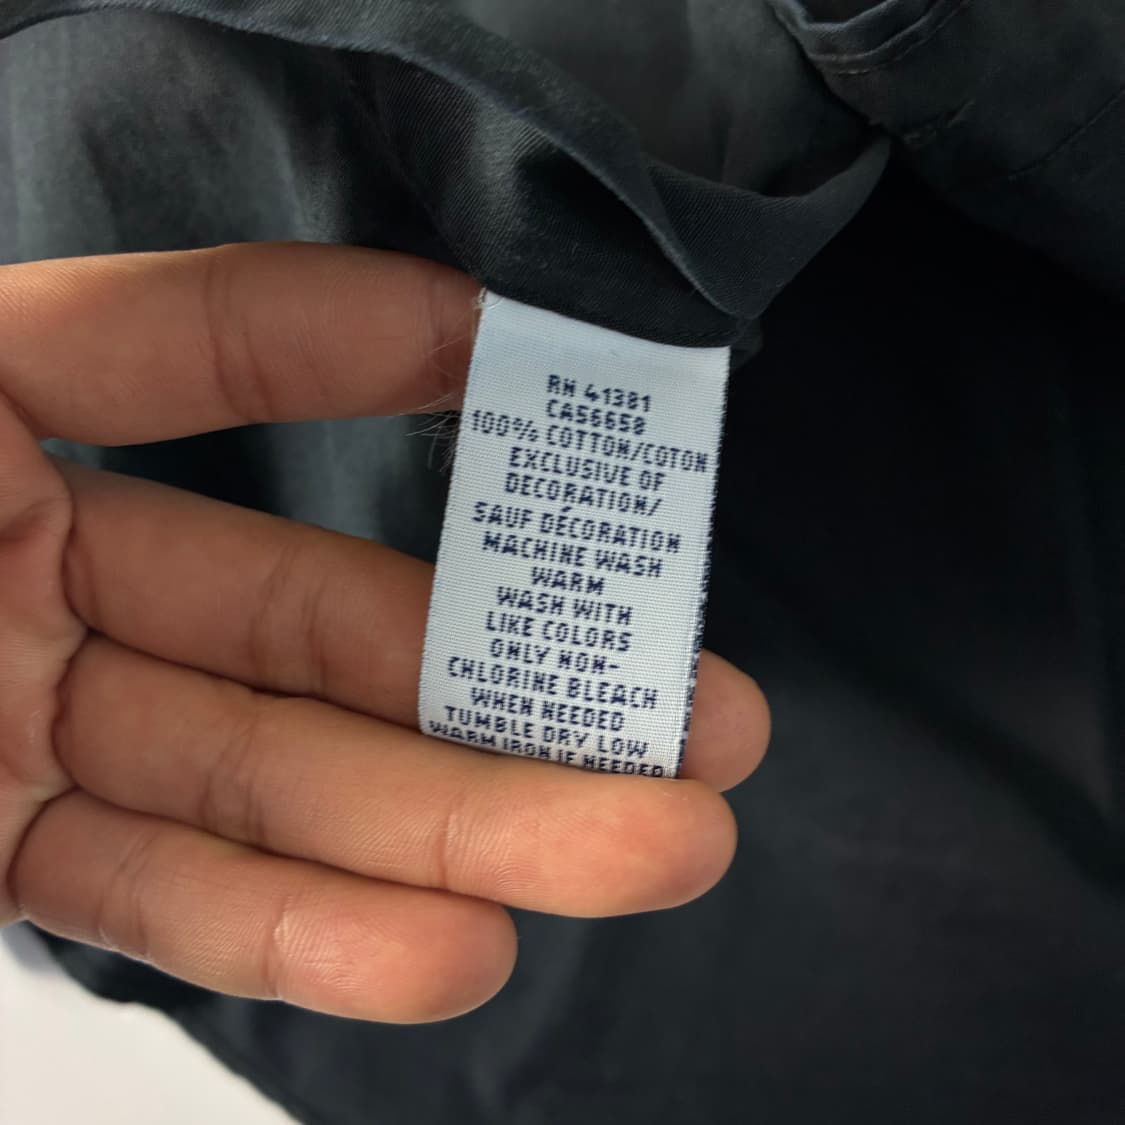 RN 41381
CA56658
100% COTTON/COTON
EXCLUSIVE OF
DECORATION/
SAUF DÉCORATION
MACHINE WASH
WARM
WASH WITH
LIKE COLORS
ONLY NON-
CHLORINE BLEACH
WHEN NEEDED
TUMBLE DRY LOW
WARM IRON IF NEEDED